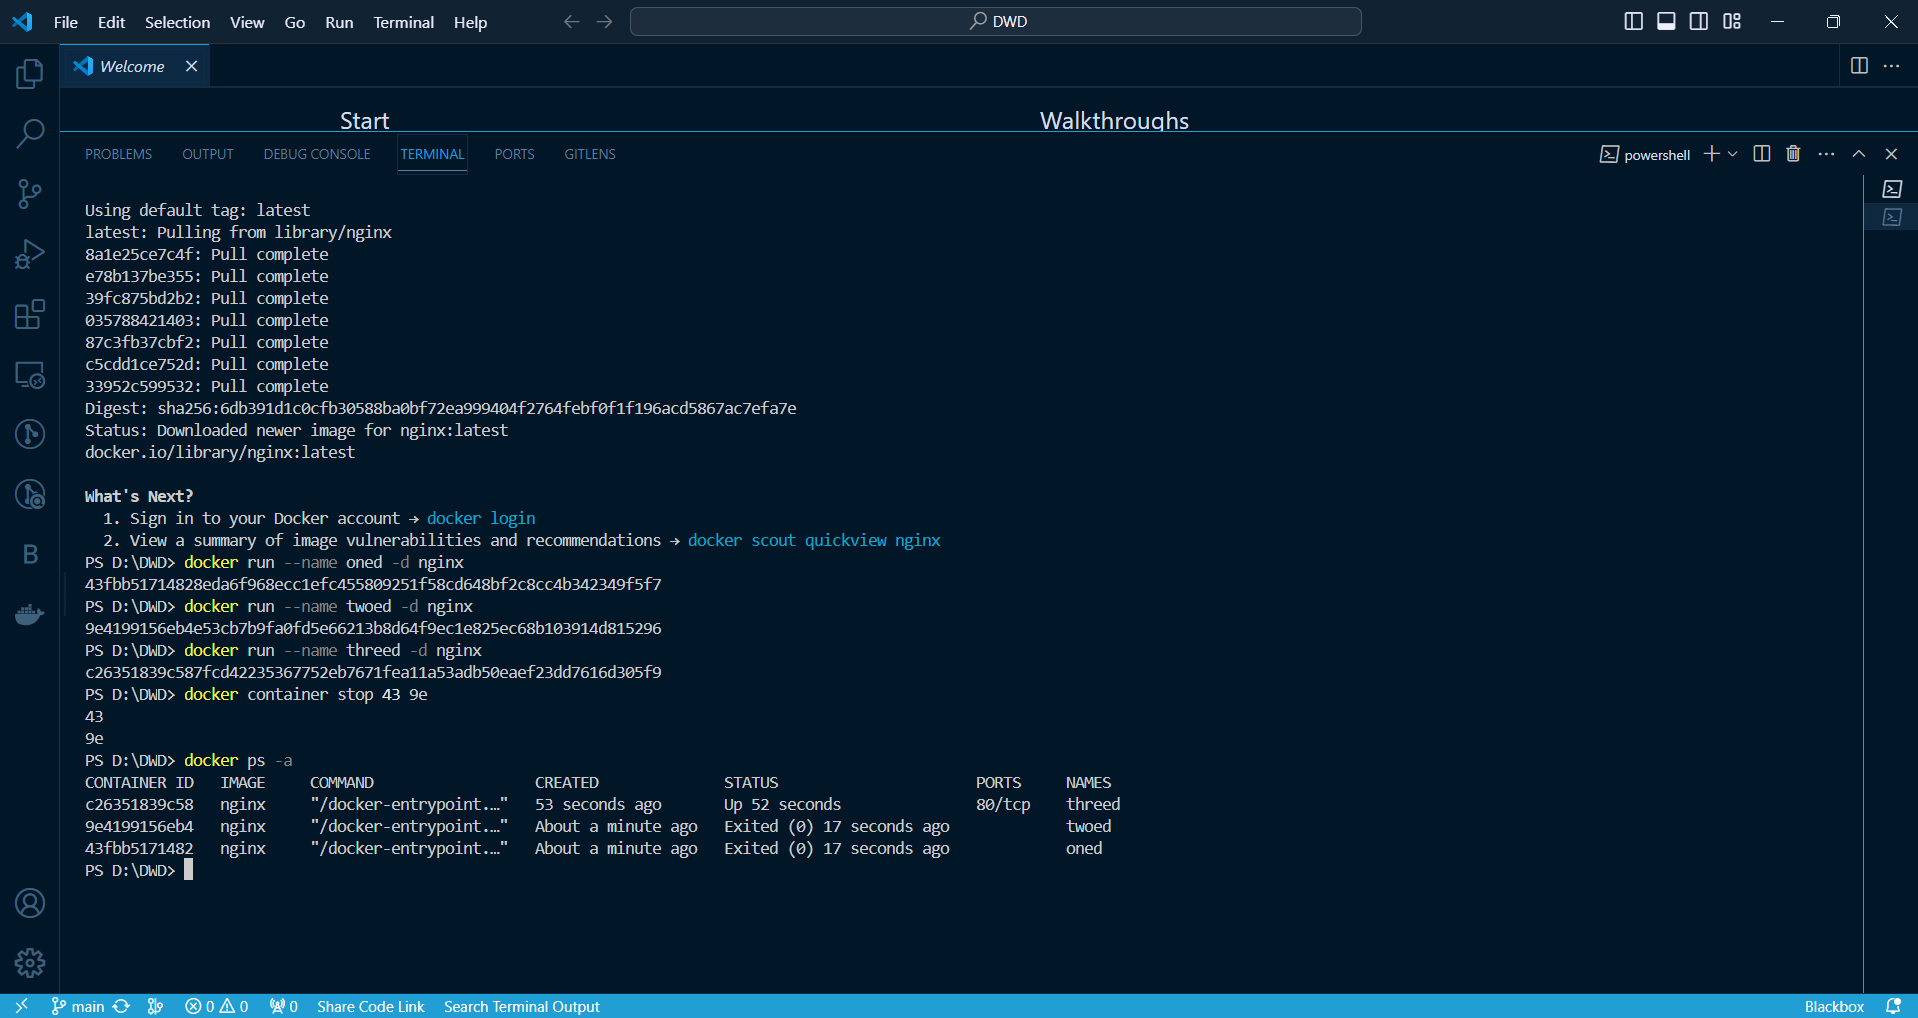 File Edit Selection View Go Run Terminal Help DWD
Welcome
Start Walkthroughs
PROBLEMS OUTPUT DEBUG CONSOLE TERMINAL PORTS GITLENS powershell
Using default tag: latest
latest: Pulling from library/nginx
8a1e25ce7c4f: Pull complete
e78b137be355: Pull complete
39fc875bd2b2: Pull complete
035788421403: Pull complete
87c3fb37cbf2: Pull complete
c5cdd1ce752d: Pull complete
33952c599532: Pull complete
Digest: sha256:6db391d1c0cfb30588ba0bf72ea999404f2764febf0f1f196acd5867ac7efa7e
Status: Downloaded newer image for nginx:latest
docker.io/library/nginx:latest
What's Next?
1. Sign in to your Docker account → docker login
2. View a summary of image vulnerabilities and recommendations → docker scout quickview nginx
PS D:\DWD> docker run --name oned -d nginx
43fbb51714828eda6f968ecc1efc455809251f58cd648bf2c8cc4b342349f5f7
PS D:\DWD> docker run --name twoed -d nginx
9e4199156eb4e53cb7b9fa0fd5e66213b8d64f9ec1e825ec68b103914d815296
PS D:\DWD> docker run --name threed -d nginx
c26351839c587fcd42235367752eb7671fea11a53adb50eaef23dd7616d305f9
PS D:\DWD> docker container stop 43 9e
43
9e
PS D:\DWD> docker ps -a
CONTAINER ID IMAGE COMMAND CREATED STATUS PORTS NAMES
c26351839c58 nginx "/docker-entrypoint.…" 53 seconds ago Up 52 seconds 80/tcp threed
9e4199156eb4 nginx "/docker-entrypoint.…" About a minute ago Exited (0) 17 seconds ago twoed
43fbb5171482 nginx "/docker-entrypoint.…" About a minute ago Exited (0) 17 seconds ago oned
PS D:\DWD>
B
main 0 0 0 Share Code Link Search Terminal Output Blackbox